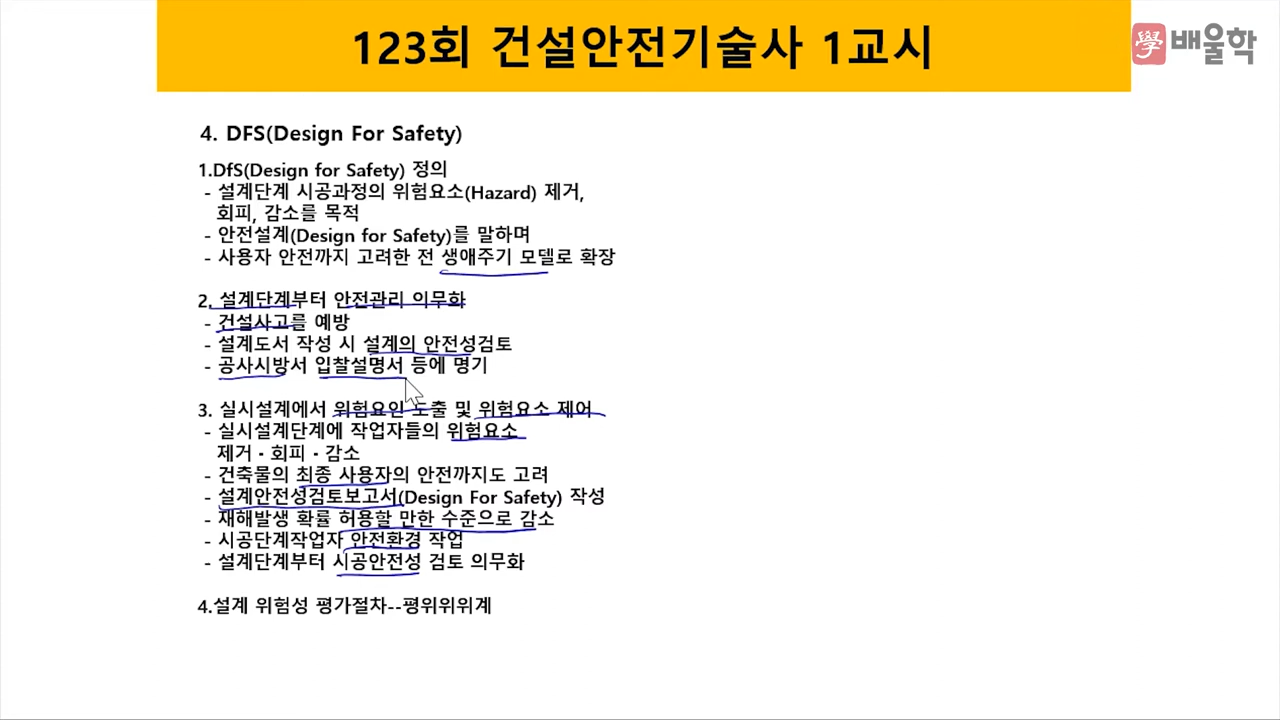 123회 건설안전기술사 1교시
學 배울학
4. DFS(Design For Safety)
1.DfS(Design for Safety) 정의
- 설계단계 시공과정의 위험요소(Hazard) 제거,
회피, 감소를 목적
- 안전설계(Design for Safety)를 말하며
- 사용자 안전까지 고려한 전 생애주기 모델로 확장
2. 설계단계부터 안전관리 의무화
- 건설사고를 예방
- 설계도서 작성 시 설계의 안전성검토
- 공사시방서 입찰설명서 등에 명기
3. 실시설계에서 위험요인 도출 및 위험요소 제어
- 실시설계단계에 작업자들의 위험요소
제거 · 회피 · 감소
- 건축물의 최종 사용자의 안전까지도 고려
- 설계안전성검토보고서(Design For Safety) 작성
- 재해발생 확률 허용할 만한 수준으로 감소
- 시공단계작업자 안전환경 작업
- 설계단계부터 시공안전성 검토 의무화
4.설계 위험성 평가절차--평위위위계